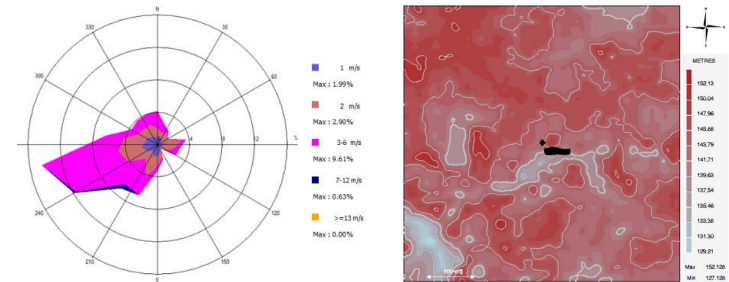 N
330
30
300
60
4
8
12
%
240
120
210
150
S
1 m/s
Max : 1.99%
2 m/s
Max : 2.90%
3-6 m/s
Max : 9.61%
7-12 m/s
Max : 0.63%
>=13 m/s
Max : 0.00%
METRES
152,13
150,04
147,96
145,88
143,79
141,71
139,63
137,54
135,46
133,38
131,30
129,21
Max 152.126
Min 127.126